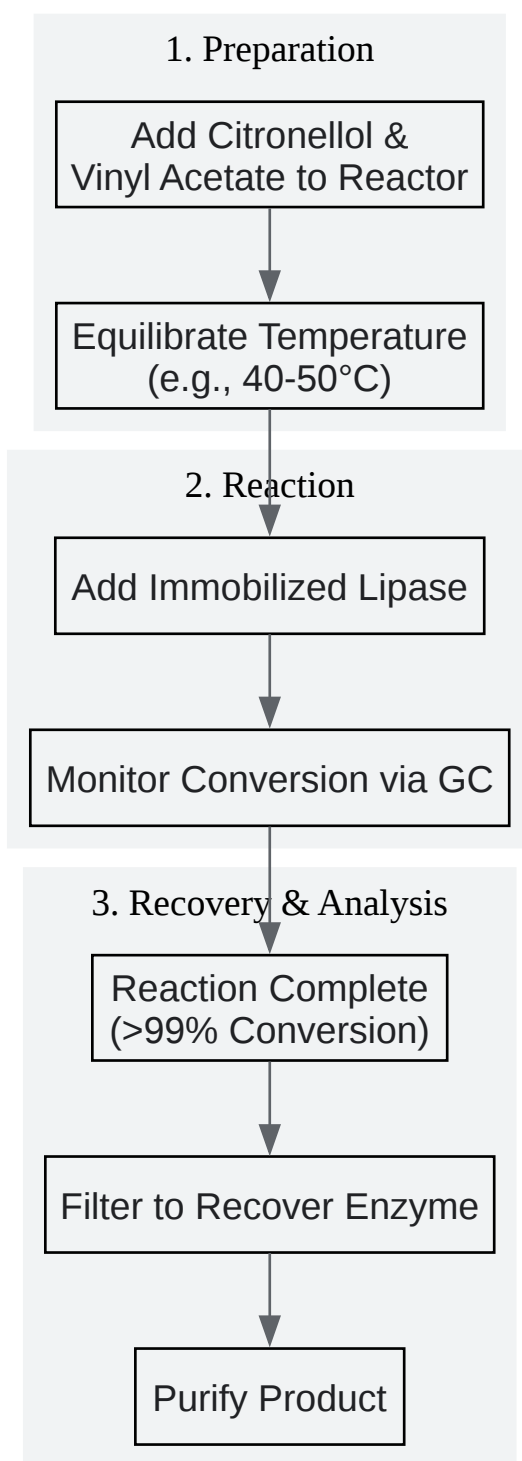 1. Preparation
Add Citronellol &
Vinyl Acetate to Reactor
Equilibrate Temperature
(e.g., 40-50°C)
2. Reaction
Add Immobilized Lipase
Monitor Conversion via GC
3. Recovery & Analysis
Reaction Complete
(>99% Conversion)
Filter to Recover Enzyme
Purify Product